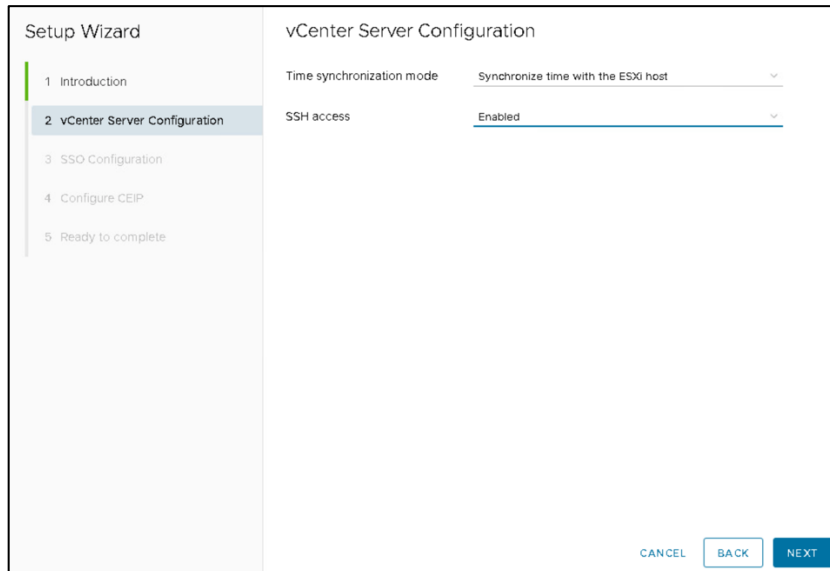 Setup Wizard
1 Introduction
2 vCenter Server Configuration
3 SSO Configuration
4 Configure CEIP
5 Ready to complete
vCenter Server Configuration
Time synchronization mode Synchronize time with the ESXi host
SSH access Enabled
CANCEL BACK NEXT